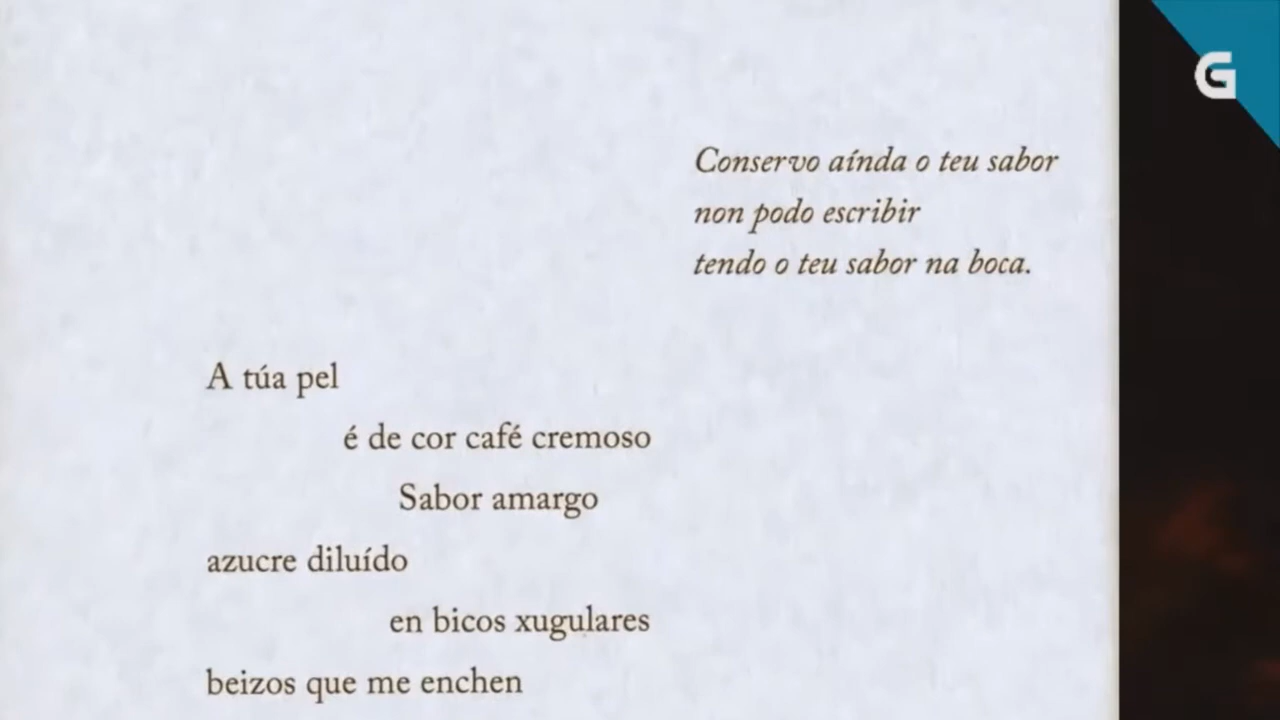 G
Conservo aínda o teu sabor
non podo escribir
tendo o teu sabor na boca.
A túa pel
é de cor café cremoso
Sabor amargo
azucre diluído
en bicos xugulares
beizos que me enchen